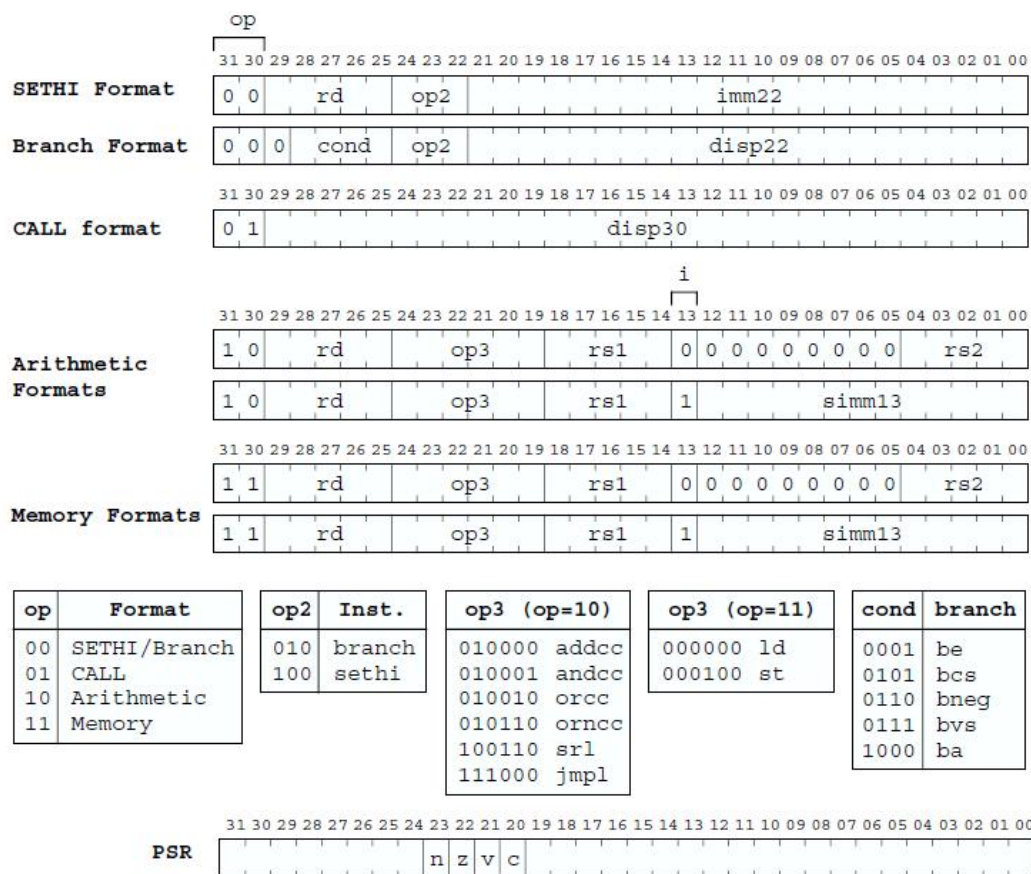 op
31 30 29 28 27 26 25 24 23 22 21 20 19 18 17 16 15 14 13 12 11 10 09 08 07 06 05 04 03 02 01 00
SETHI Format 0 0 rd op2 imm22
Branch Format 0 0 0 cond op2 disp22
31 30 29 28 27 26 25 24 23 22 21 20 19 18 17 16 15 14 13 12 11 10 09 08 07 06 05 04 03 02 01 00
CALL format 0 1 disp30
i
31 30 29 28 27 26 25 24 23 22 21 20 19 18 17 16 15 14 13 12 11 10 09 08 07 06 05 04 03 02 01 00
Arithmetic
Formats
1 0 rd op3 rs1 0 0 0 0 0 0 0 0 0 rs2
1 0 rd op3 rs1 1 simm13
31 30 29 28 27 26 25 24 23 22 21 20 19 18 17 16 15 14 13 12 11 10 09 08 07 06 05 04 03 02 01 00
Memory Formats
1 1 rd op3 rs1 0 0 0 0 0 0 0 0 0 rs2
1 1 rd op3 rs1 1 simm13
op Format
00 SETHI/Branch
01 CALL
10 Arithmetic
11 Memory
op2 Inst.
010 branch
100 sethi
op3 (op=10)
010000 addcc
010001 andcc
010010 orcc
010110 orncc
100110 srl
111000 jmpl
op3 (op=11)
000000 ld
000100 st
cond branch
0001 be
0101 bcs
0110 bneg
0111 bvs
1000 ba
31 30 29 28 27 26 25 24 23 22 21 20 19 18 17 16 15 14 13 12 11 10 09 08 07 06 05 04 03 02 01 00
PSR n z v c